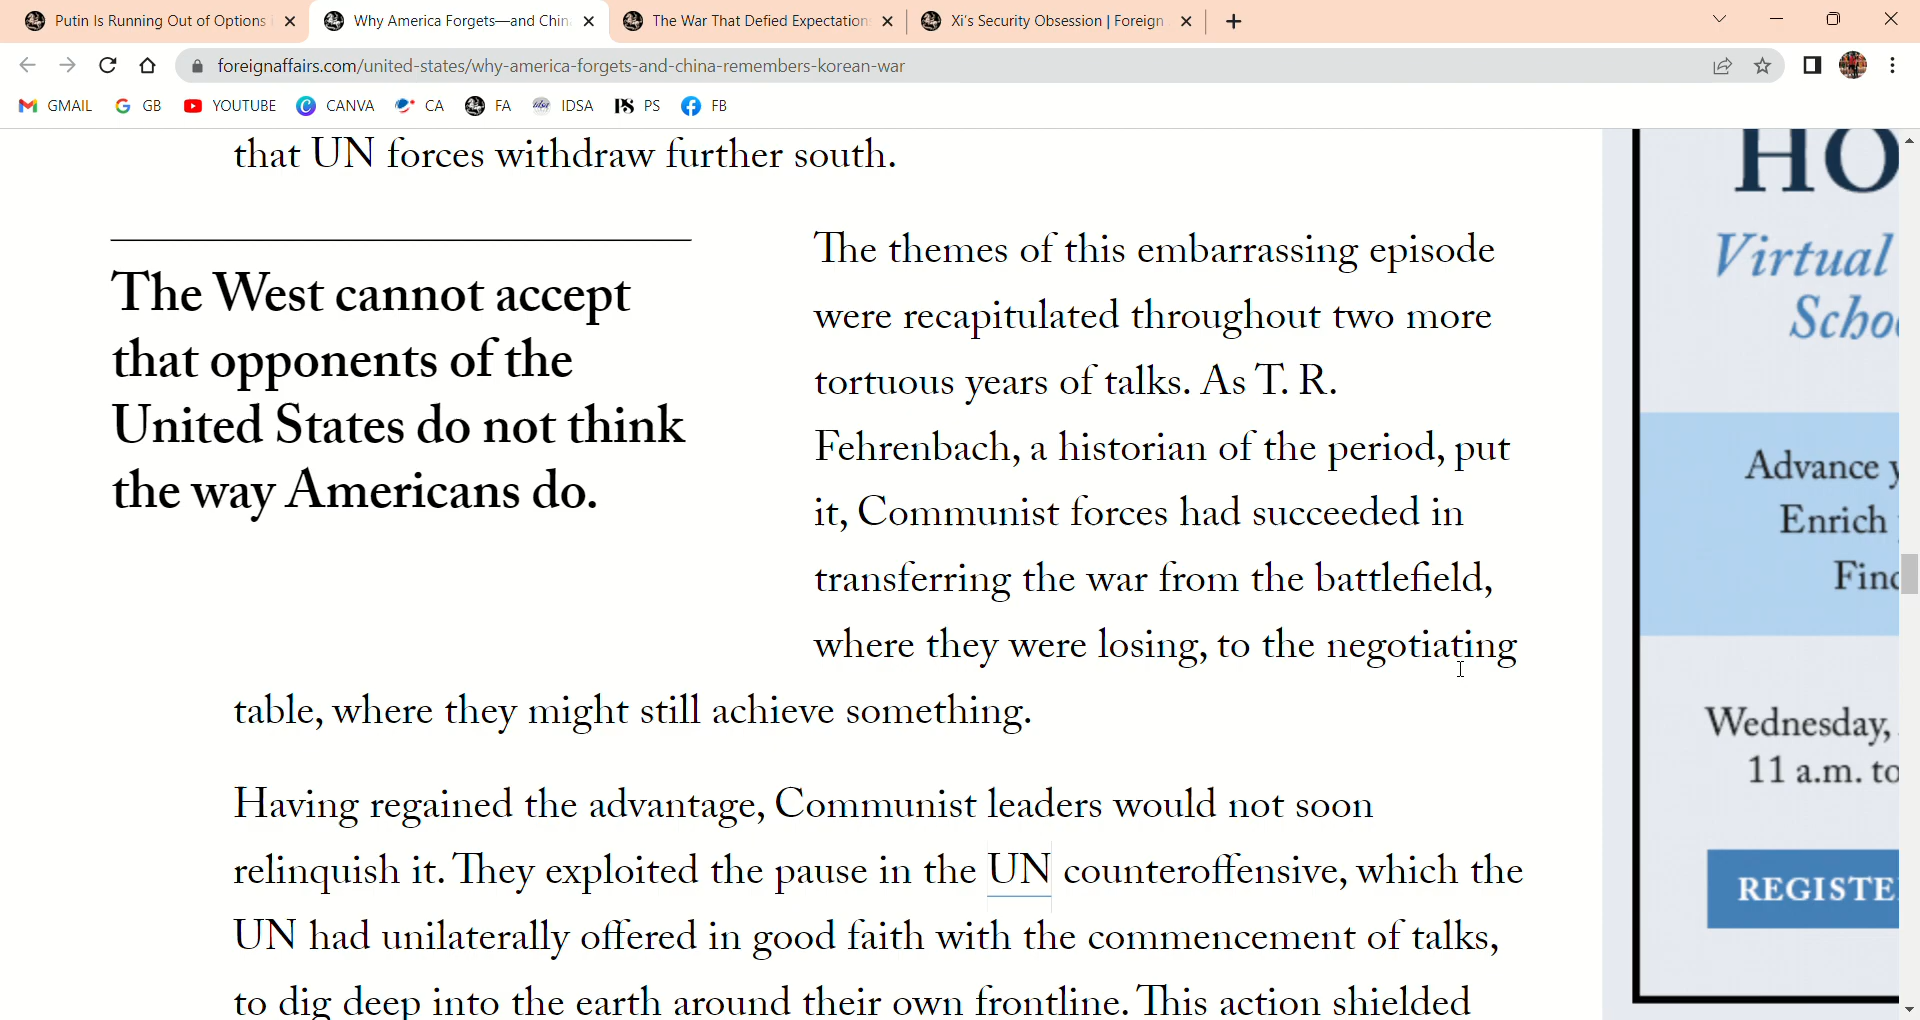 Putin Is Running Out of Options i
Why America Forgets—and Chin
The War That Defied Expectation
Xi's Security Obsession | Foreign
foreignaffairs.com/united-states/why-america-forgets-and-china-remembers-korean-war
GMAIL
GB
YOUTUBE
CANVA
CA
FA
IDSA
PS
FB
that UN forces withdraw further south.
The West cannot accept
that opponents of the
United States do not think
the way Americans do.
The themes of this embarrassing episode
were recapitulated throughout two more
tortuous years of talks. As T. R.
Fehrenbach, a historian of the period, put
it, Communist forces had succeeded in
transferring the war from the battlefield,
where they were losing, to the negotiating
table, where they might still achieve something.
Having regained the advantage, Communist leaders would not soon
relinquish it. They exploited the pause in the UN counteroffensive, which the
UN had unilaterally offered in good faith with the commencement of talks,
to dig deep into the earth around their own frontline. This action shielded
HO
Virtual
Schoo
Advance y
Enrich
Find
Wednesday,
11 a.m. to
REGISTE